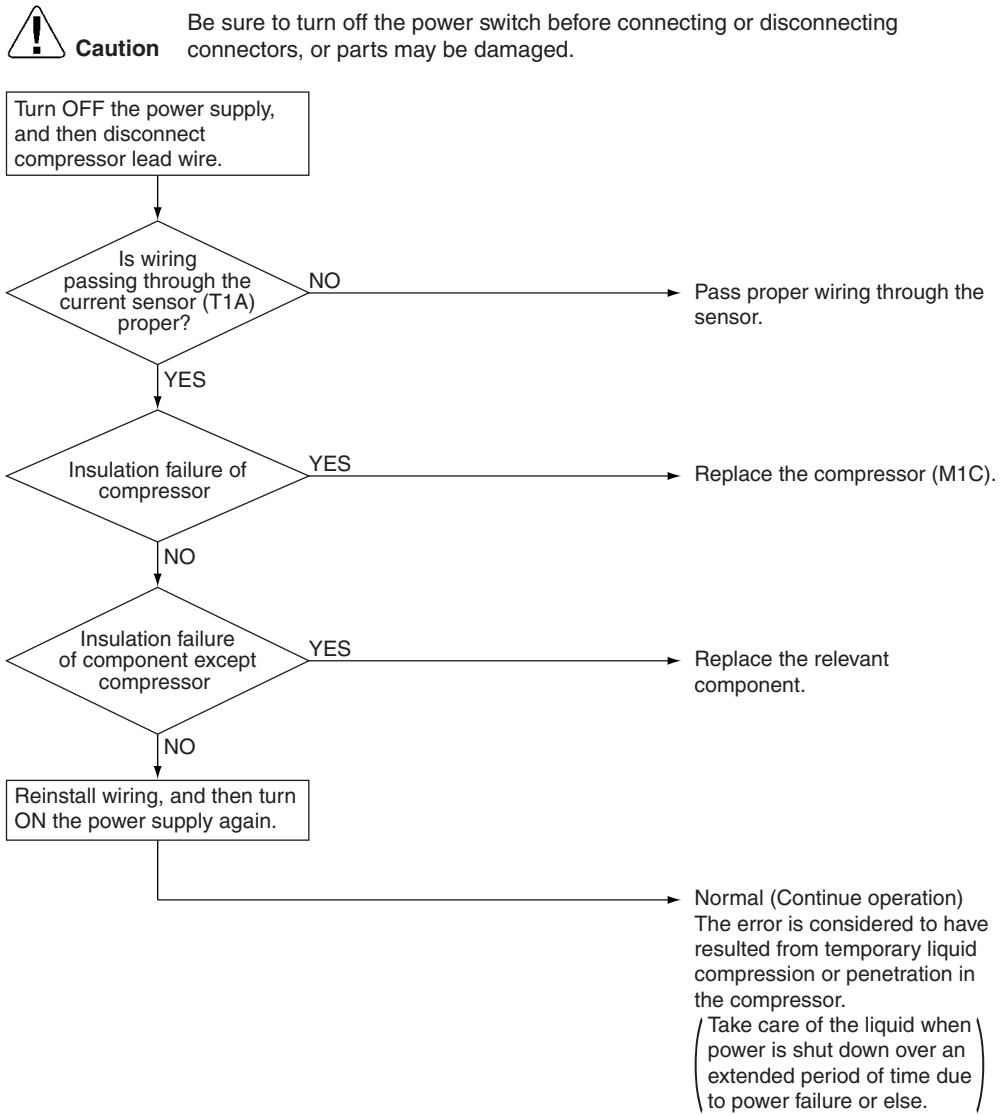 Caution
Be sure to turn off the power switch before connecting or disconnecting
connectors, or parts may be damaged.
Turn OFF the power supply,
and then disconnect
compressor lead wire.
Is wiring
passing through the
current sensor (T1A)
proper?
NO
Pass proper wiring through the
sensor.
YES
Insulation failure of
compressor
YES
Replace the compressor (M1C).
NO
Insulation failure
of component except
compressor
YES
Replace the relevant
component.
NO
Reinstall wiring, and then turn
ON the power supply again.
Normal (Continue operation)
The error is considered to have
resulted from temporary liquid
compression or penetration in
the compressor.
(Take care of the liquid when
power is shut down over an
extended period of time due
to power failure or else.)